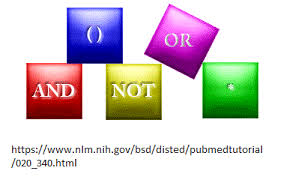 ()
OR
AND
NOT
*
https://www.nlm.nih.gov/bsd/disted/pubmedtutorial
/020_340.html